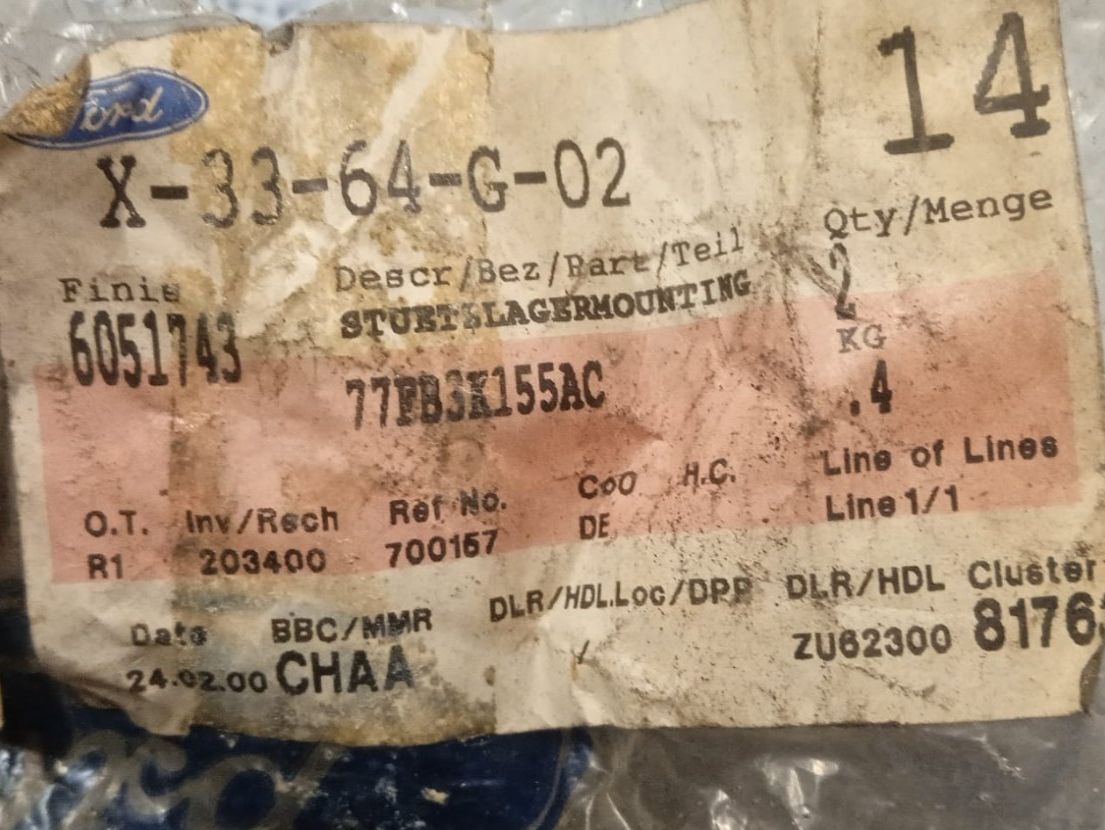 Ford
14
X-33-64-G-02
Qty/Menge
Finis Descr/Bez/Part/Teil 2
6051743 STUETSLAGERMOUNTING KG
77FB3K155AC .4
O.T. Inv/Rech Ref No. CoO H.C. Line of Lines
R1 203400 700157 DE Line 1/1
Date BBC/MMR DLR/HDL.Loc/DPP DLR/HDL Cluster
24.02.00 CHAA / ZU62300